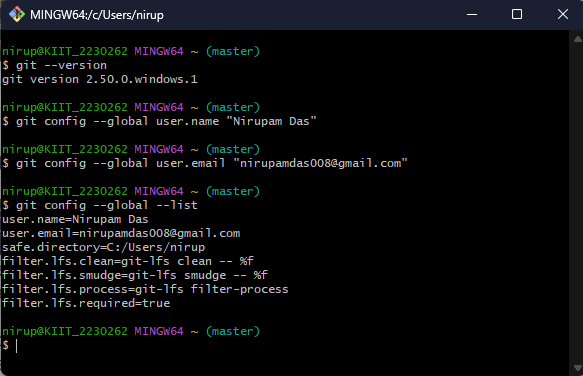 MINGW64:/c/Users/nirup
nirup@KIIT_2230262 MINGW64 ~ (master)
$ git --version
git version 2.50.0.windows.1
nirup@KIIT_2230262 MINGW64 ~ (master)
$ git config --global user.name "Nirupam Das"
nirup@KIIT_2230262 MINGW64 ~ (master)
$ git config --global user.email "nirupamdas008@gmail.com"
nirup@KIIT_2230262 MINGW64 ~ (master)
$ git config --global --list
user.name=Nirupam Das
user.email=nirupamdas008@gmail.com
safe.directory=C:/Users/nirup
filter.lfs.clean=git-lfs clean -- %f
filter.lfs.smudge=git-lfs smudge -- %f
filter.lfs.process=git-lfs filter-process
filter.lfs.required=true
nirup@KIIT_2230262 MINGW64 ~ (master)
$